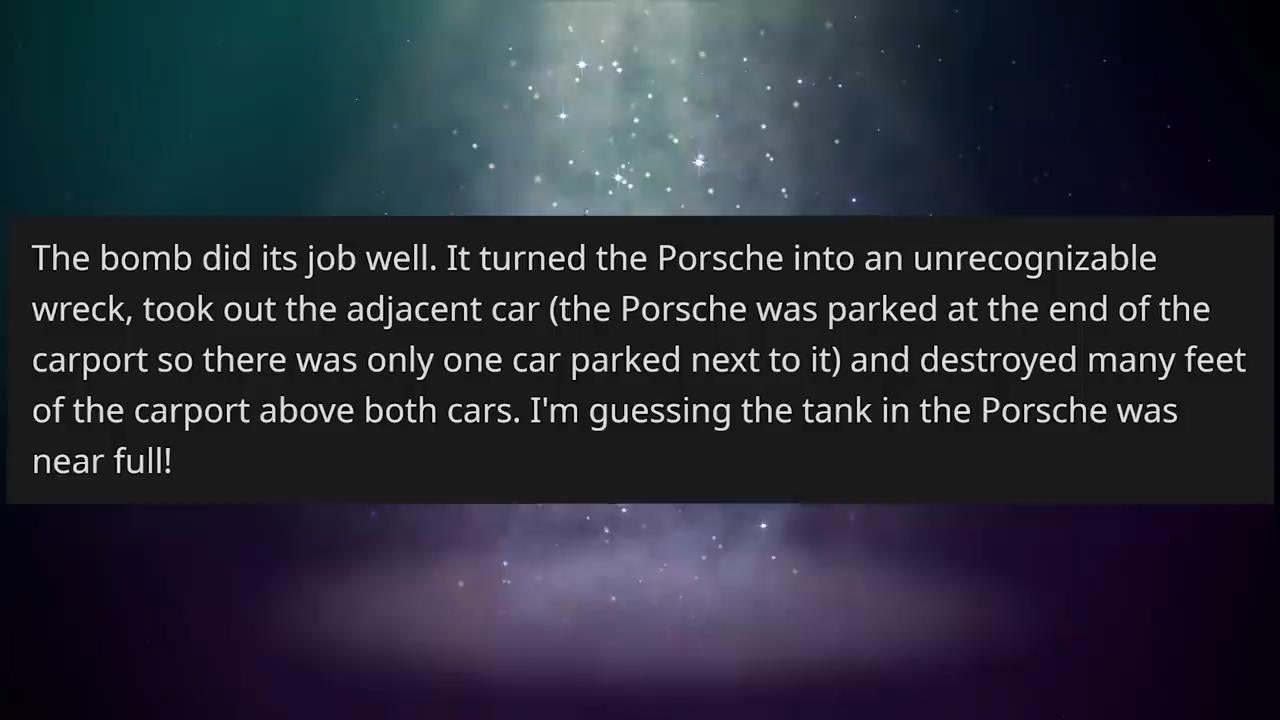 The bomb did its job well. It turned the Porsche into an unrecognizable
wreck, took out the adjacent car (the Porsche was parked at the end of the
carport so there was only one car parked next to it) and destroyed many feet
of the carport above both cars. I'm guessing the tank in the Porsche was
near full!